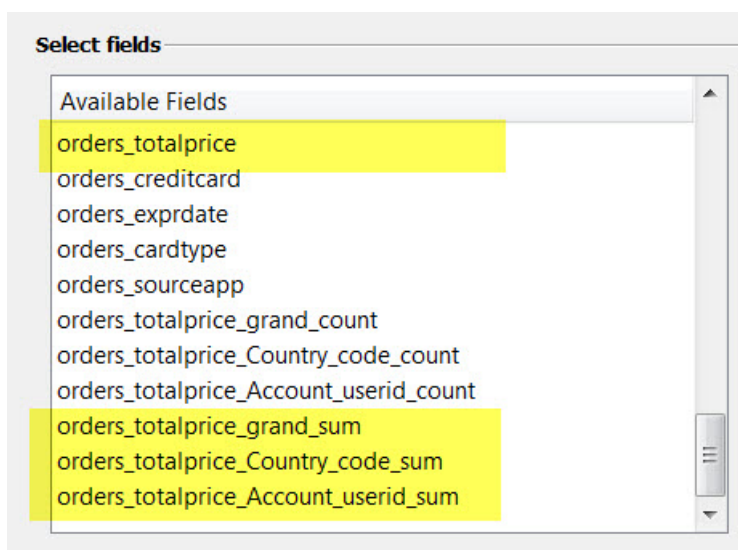 Select fields
Available Fields
orders_totalprice
orders_creditcard
orders_exprdate
orders_cardtype
orders_sourceapp
orders_totalprice_grand_count
orders_totalprice_Country_code_count
orders_totalprice_Account_userid_count
orders_totalprice_grand_sum
orders_totalprice_Country_code_sum
orders_totalprice_Account_userid_sum